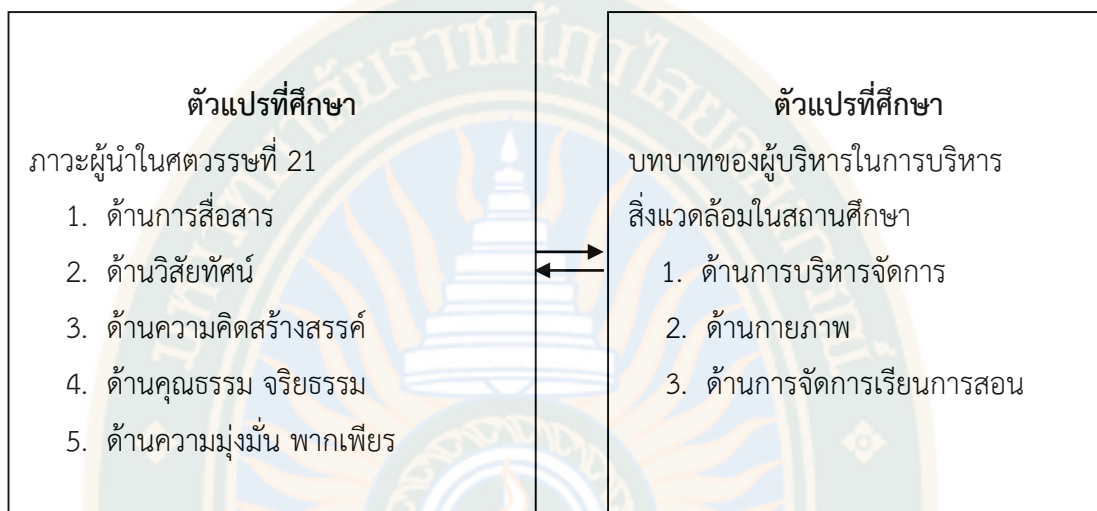 ตัวแปรที่ศึกษา
ภาวะผู้นำในศตวรรษที่ 21
1. ด้านการสื่อสาร
2. ด้านวิสัยทัศน์
3. ด้านความคิดสร้างสรรค์
4. ด้านคุณธรรม จริยธรรม
5. ด้านความมุ่งมั่น พากเพียร
ตัวแปรที่ศึกษา
บทบาทของผู้บริหารในการบริหาร
สิ่งแวดล้อมในสถานศึกษา
1. ด้านการบริหารจัดการ
2. ด้านกายภาพ
3. ด้านการจัดการเรียนการสอน